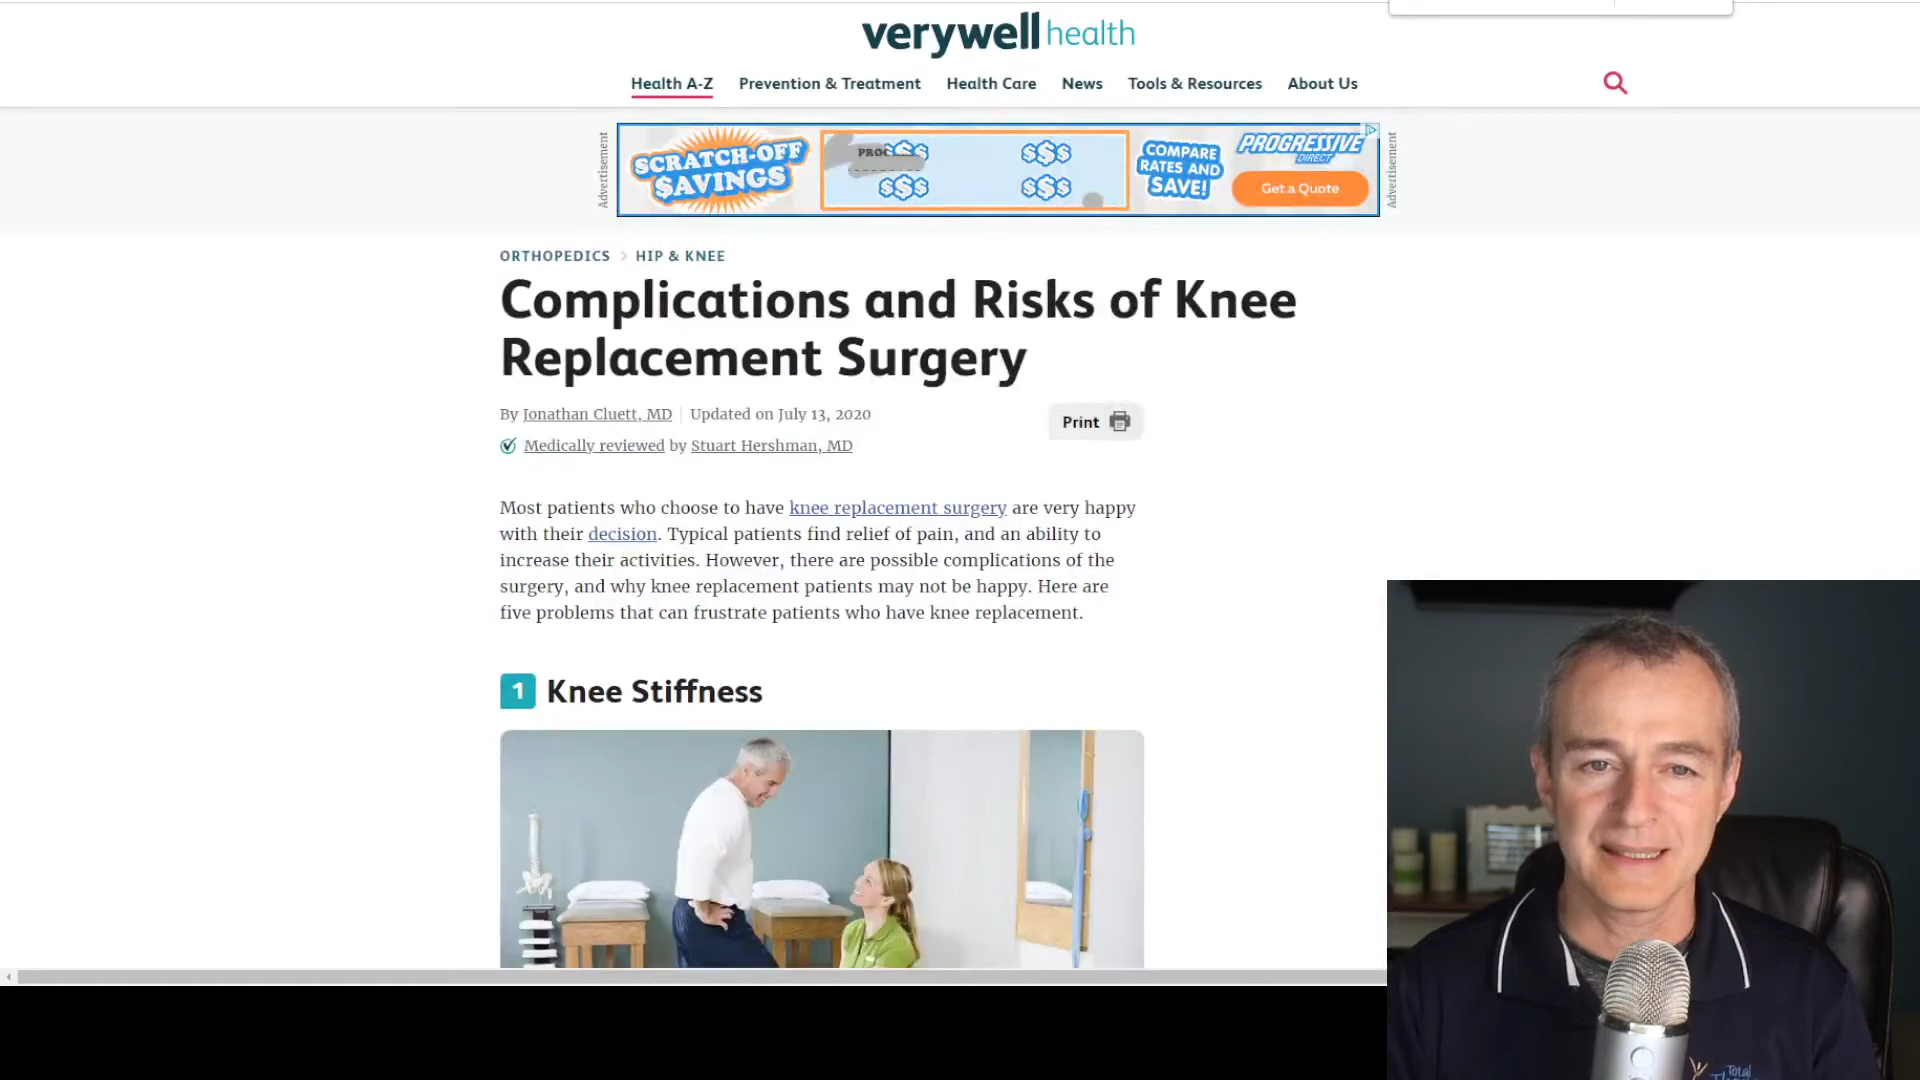 verywell health
Health A-Z Prevention & Treatment Health Care News Tools & Resources About Us
Advertisement
SCRATCH-OFF
$AVINGS
$$$ $$$
$$$ $$$
COMPARE
RATES AND
SAVE!
PROGRESSIVE
DIRECT
Get a Quote
Advertisement
ORTHOPEDICS > HIP & KNEE
Complications and Risks of Knee
Replacement Surgery
By Jonathan Cluett, MD | Updated on July 13, 2020
Print
Medically reviewed by Stuart Hershman, MD
Most patients who choose to have knee replacement surgery are very happy
with their decision. Typical patients find relief of pain, and an ability to
increase their activities. However, there are possible complications of the
surgery, and why knee replacement patients may not be happy. Here are
five problems that can frustrate patients who have knee replacement.
1 Knee Stiffness
Total